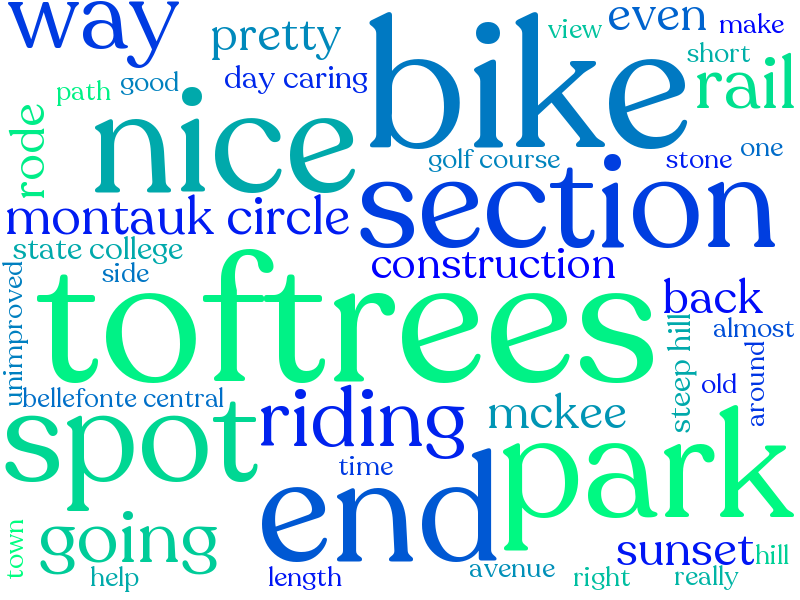 way
pretty
bike
view
even
make
short
rail
path
good
day caring
rode
nice
golf course
stone
one
section
montauk circle
state college
side
construction
unimproved
toftrees
back
steep hill
almost
around
old
bellefonte central
spot
riding
mckee
park
time
end
going
town
help
length
avenue
right
sunset
hill
really